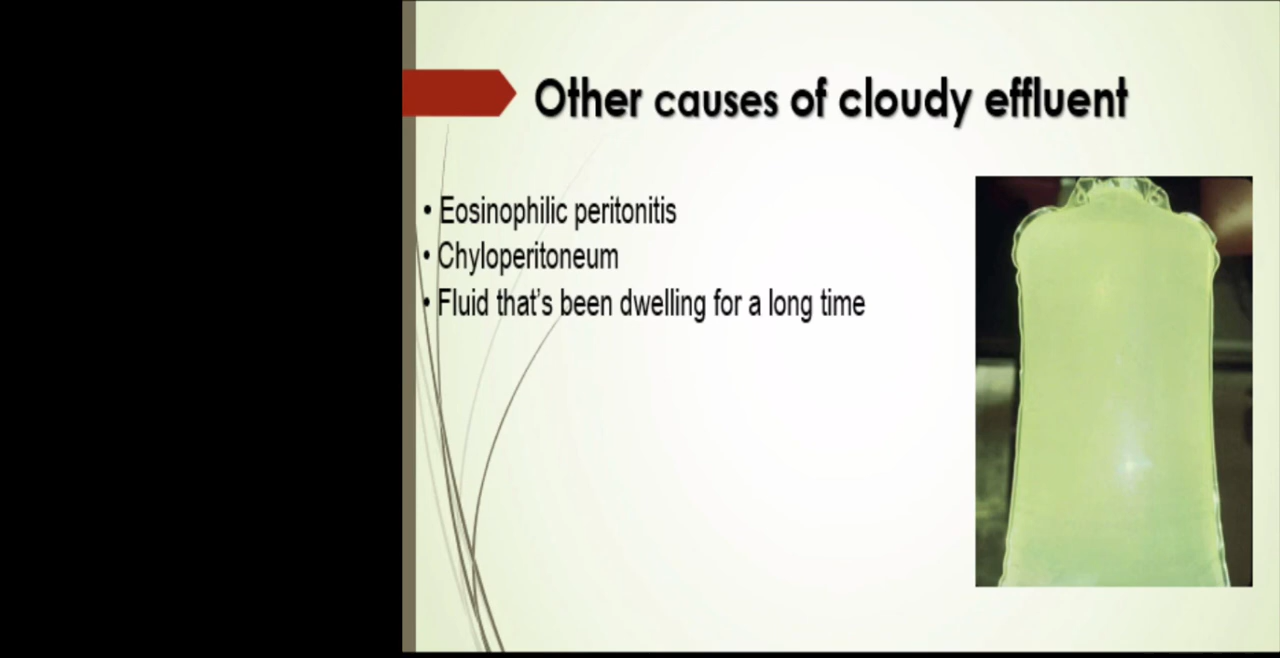 Other causes of cloudy effluent
• Eosinophilic peritonitis
• Chyloperitoneum
• Fluid that’s been dwelling for a long time